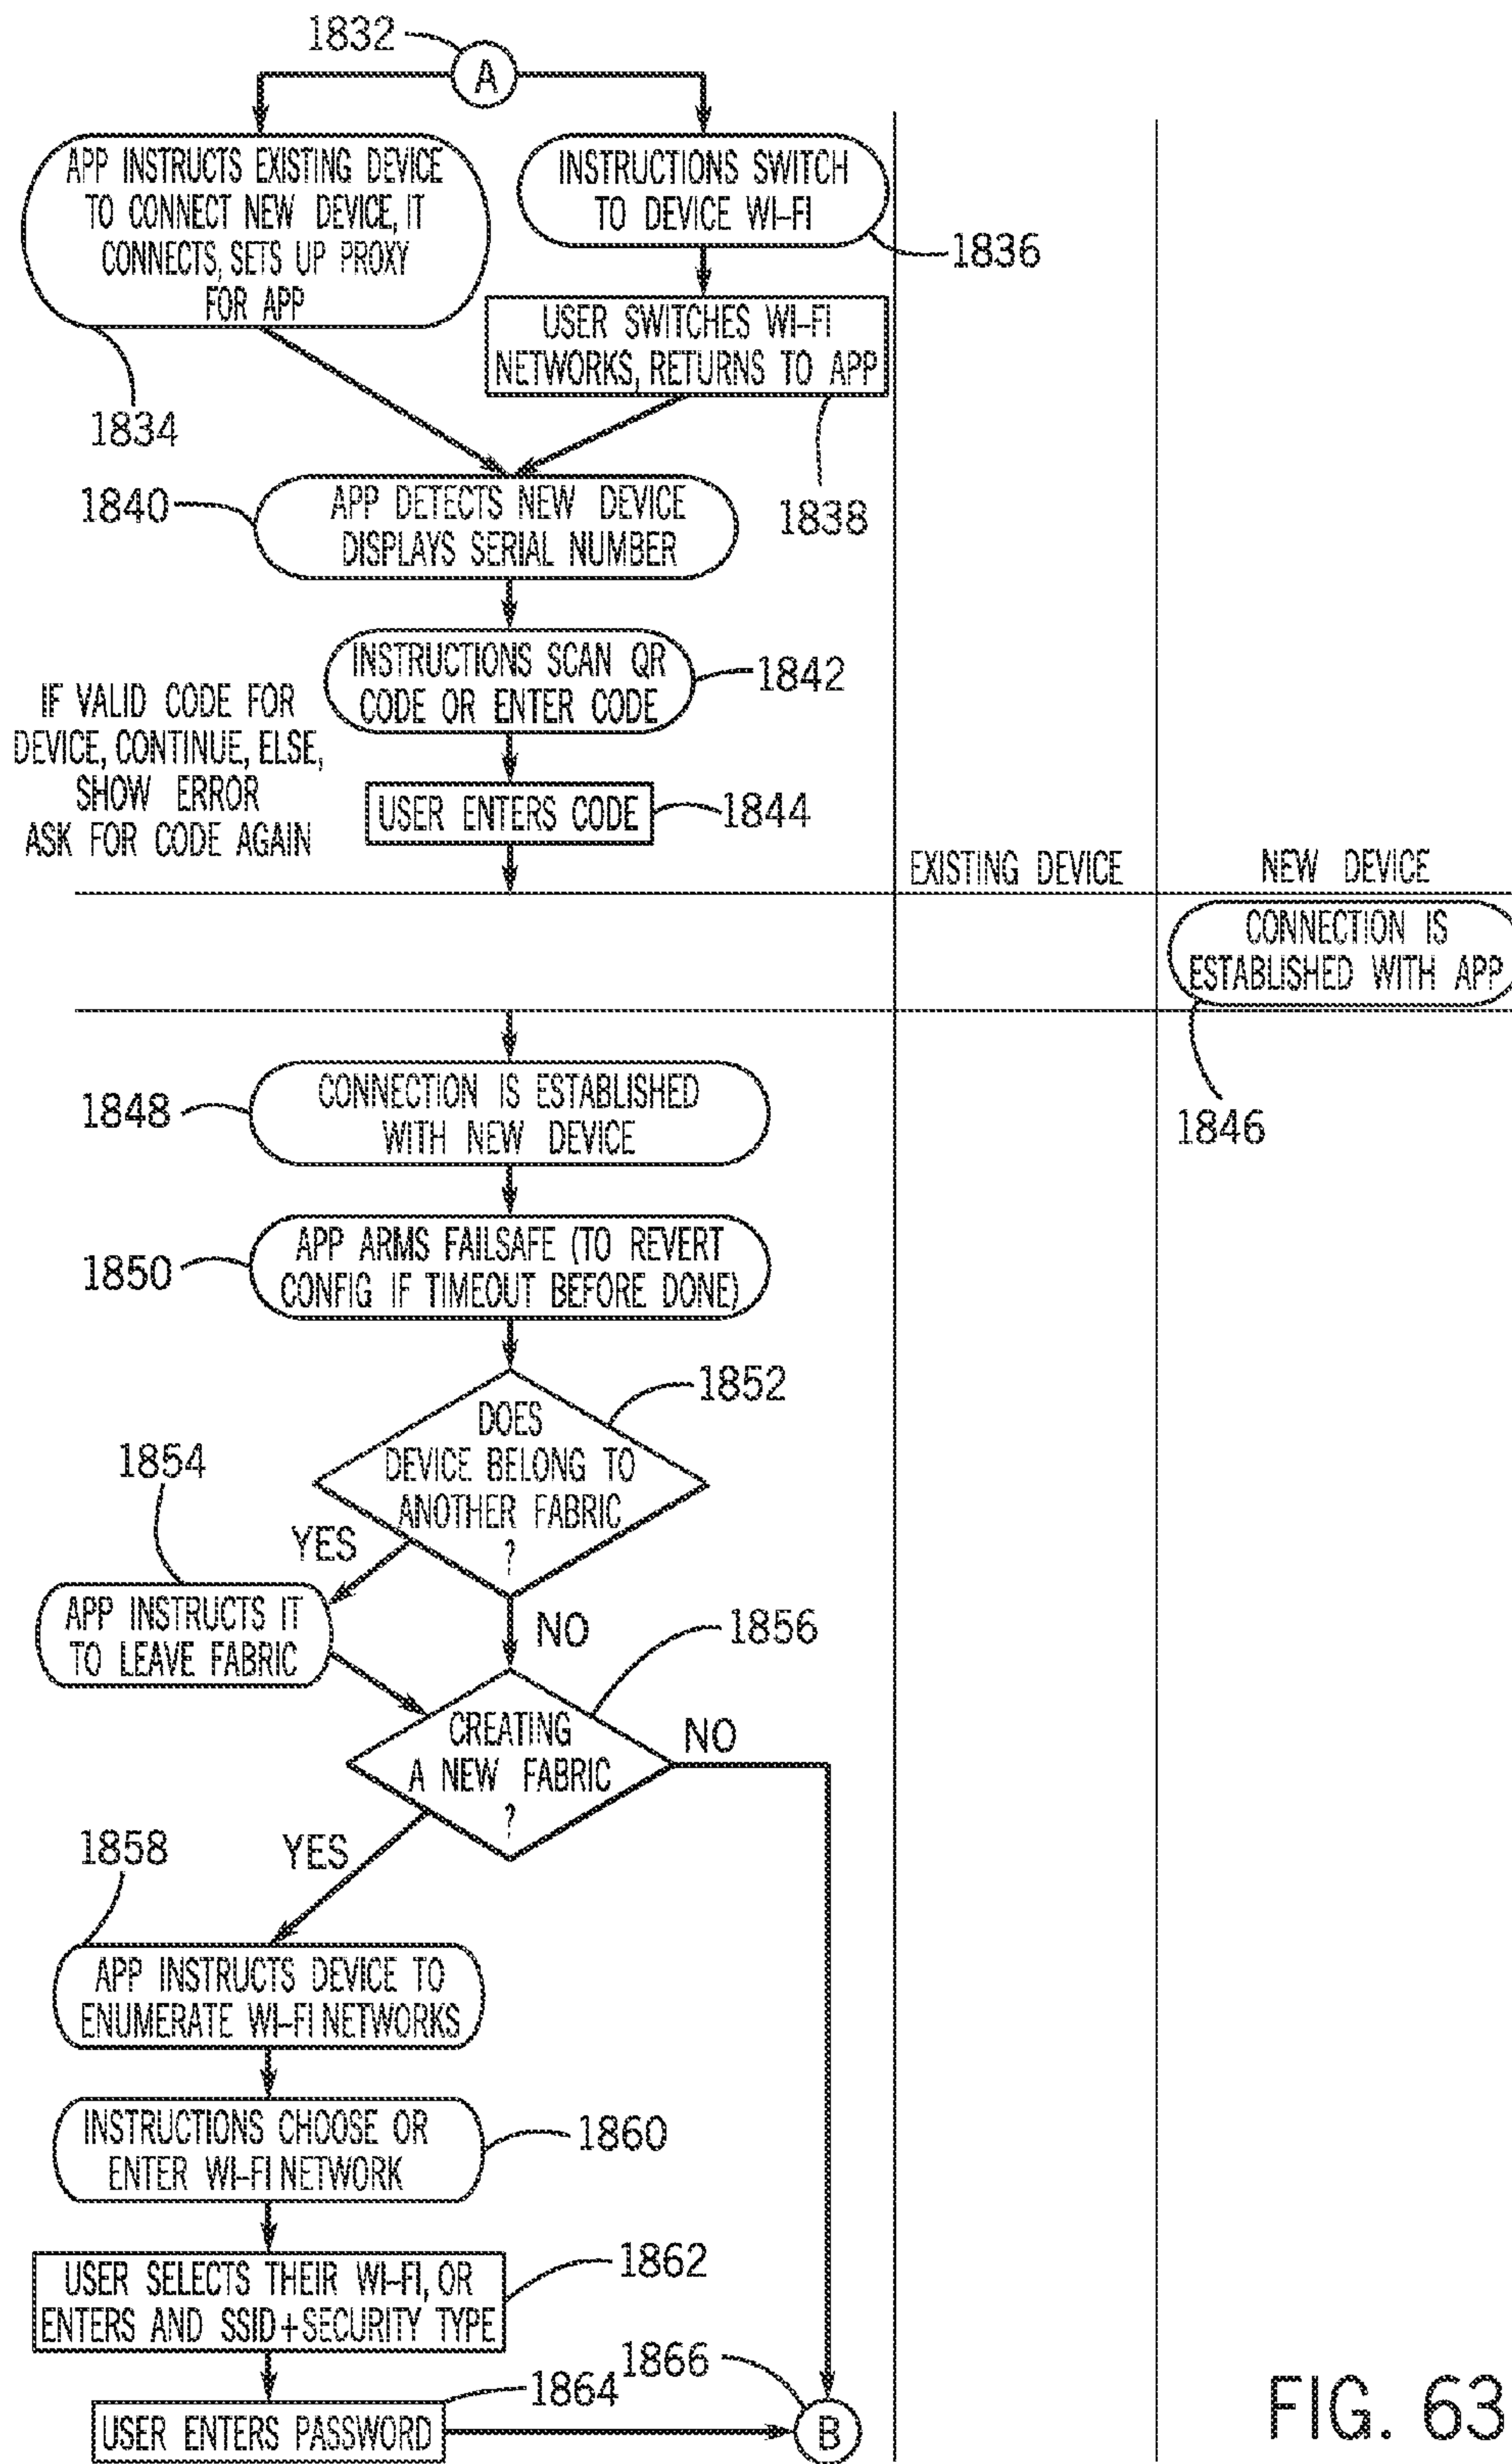 1832
A
APP INSTRUCTS EXISTING DEVICE
TO CONNECT NEW DEVICE, IT
CONNECTS, SETS UP PROXY
FOR APP
1834
INSTRUCTIONS SWITCH
TO DEVICE WI-FI
1836
USER SWITCHES WI-FI
NETWORKS, RETURNS TO APP
1838
1840
APP DETECTS NEW DEVICE
DISPLAYS SERIAL NUMBER
INSTRUCTIONS SCAN QR
CODE OR ENTER CODE
1842
IF VALID CODE FOR
DEVICE, CONTINUE, ELSE,
SHOW ERROR
ASK FOR CODE AGAIN
USER ENTERS CODE
1844
EXISTING DEVICE
NEW DEVICE
CONNECTION IS
ESTABLISHED WITH APP
1846
1848
CONNECTION IS ESTABLISHED
WITH NEW DEVICE
1850
APP ARMS FAILSAFE (TO REVERT
CONFIG IF TIMEOUT BEFORE DONE)
1852
DOES
DEVICE BELONG TO
ANOTHER FABRIC
?
YES
NO
1854
APP INSTRUCTS IT
TO LEAVE FABRIC
1856
CREATING
A NEW FABRIC
?
NO
YES
1858
APP INSTRUCTS DEVICE TO
ENUMERATE WI-FI NETWORKS
INSTRUCTIONS CHOOSE OR
ENTER WI-FI NETWORK
1860
USER SELECTS THEIR WI-FI, OR
ENTERS AND SSID+SECURITY TYPE
1862
USER ENTERS PASSWORD
1864
1866
B
FIG. 63